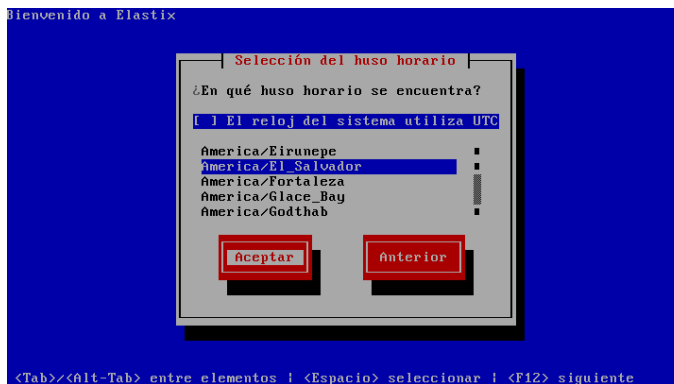 Bienvenido a Elastix
Selección del huso horario
¿En qué huso horario se encuentra?
[ ] El reloj del sistema utiliza UTC
America/Eirunepe
America/El_Salvador
America/Fortaleza
America/Glace_Bay
America/Godthab
Aceptar
Anterior
<Tab>/<Alt-Tab> entre elementos | <Espacio> seleccionar | <F12> siguiente